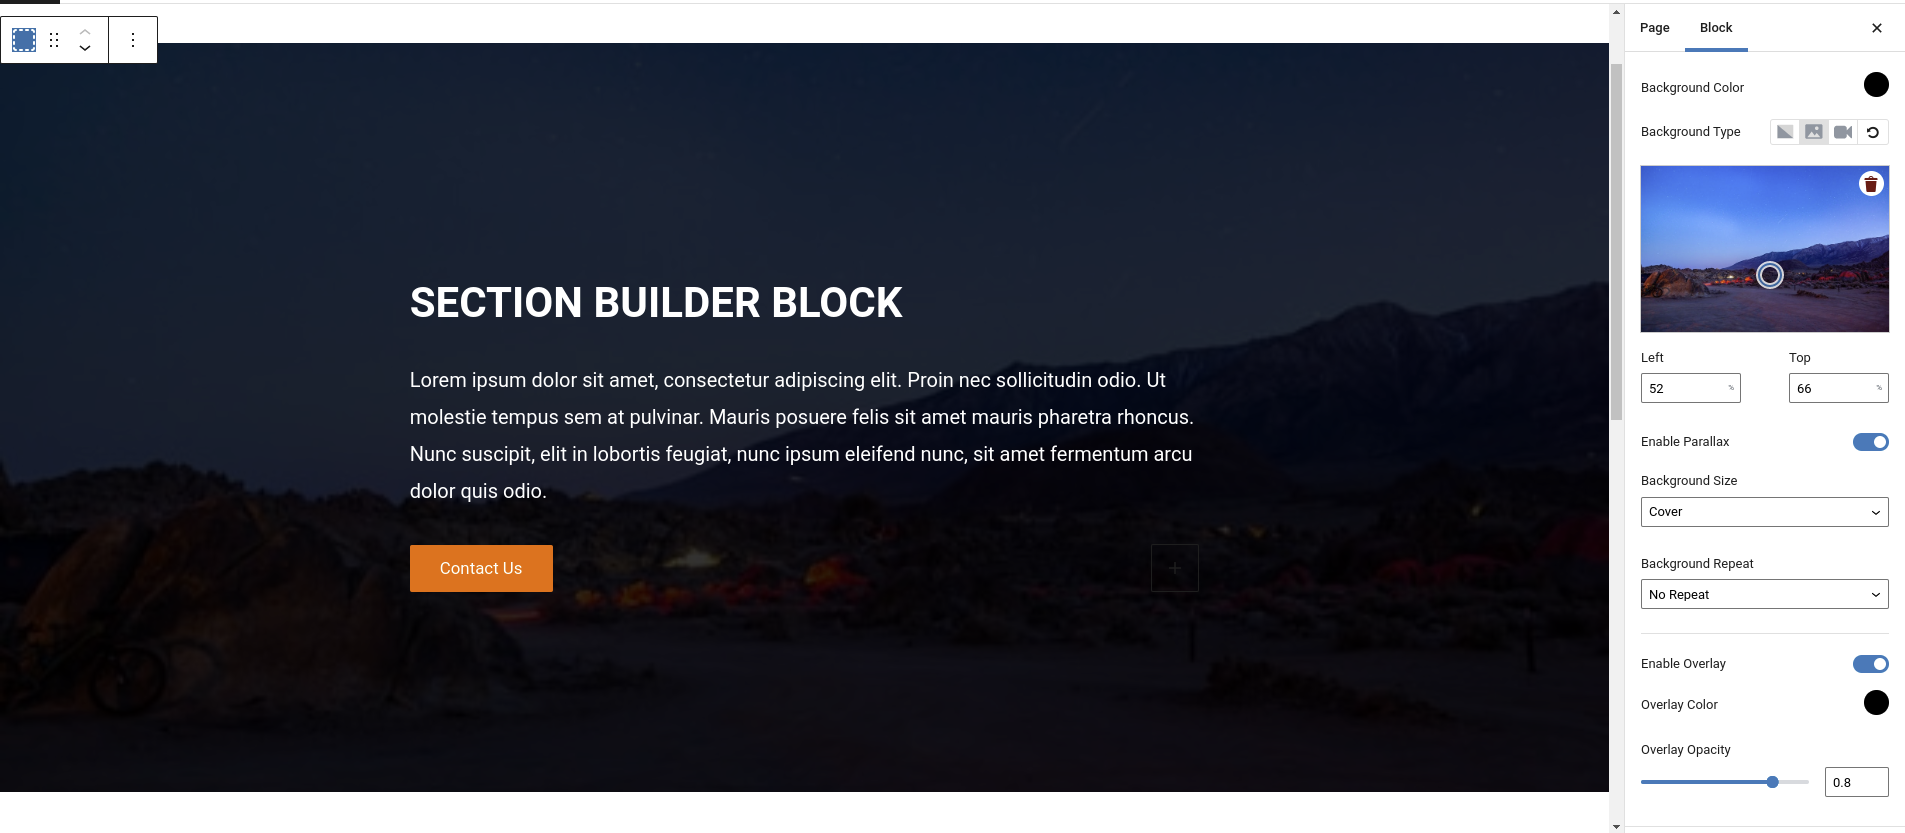 Page Block
Background Color
Background Type
SECTION BUILDER BLOCK
Lorem ipsum dolor sit amet, consectetur adipiscing elit. Proin nec sollicitudin odio. Ut
molestie tempus sem at pulvinar. Mauris posuere felis sit amet mauris pharetra rhoncus.
Nunc suscipit, elit in lobortis feugiat, nunc ipsum eleifend nunc, sit amet fermentum arcu
dolor quis odio.
Contact Us
Left Top
52 % 66 %
Enable Parallax
Background Size
Cover
Background Repeat
No Repeat
Enable Overlay
Overlay Color
Overlay Opacity
0.8